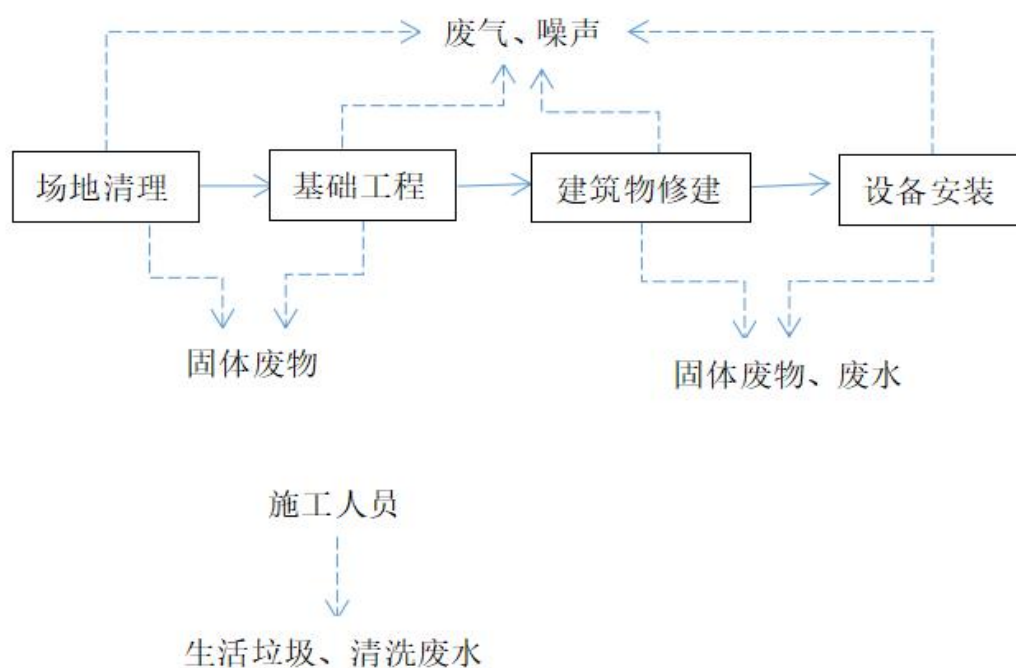 废气、噪声
场地清理
基础工程
建筑物修建
设备安装
固体废物
固体废物、废水
施工人员
生活垃圾、清洗废水